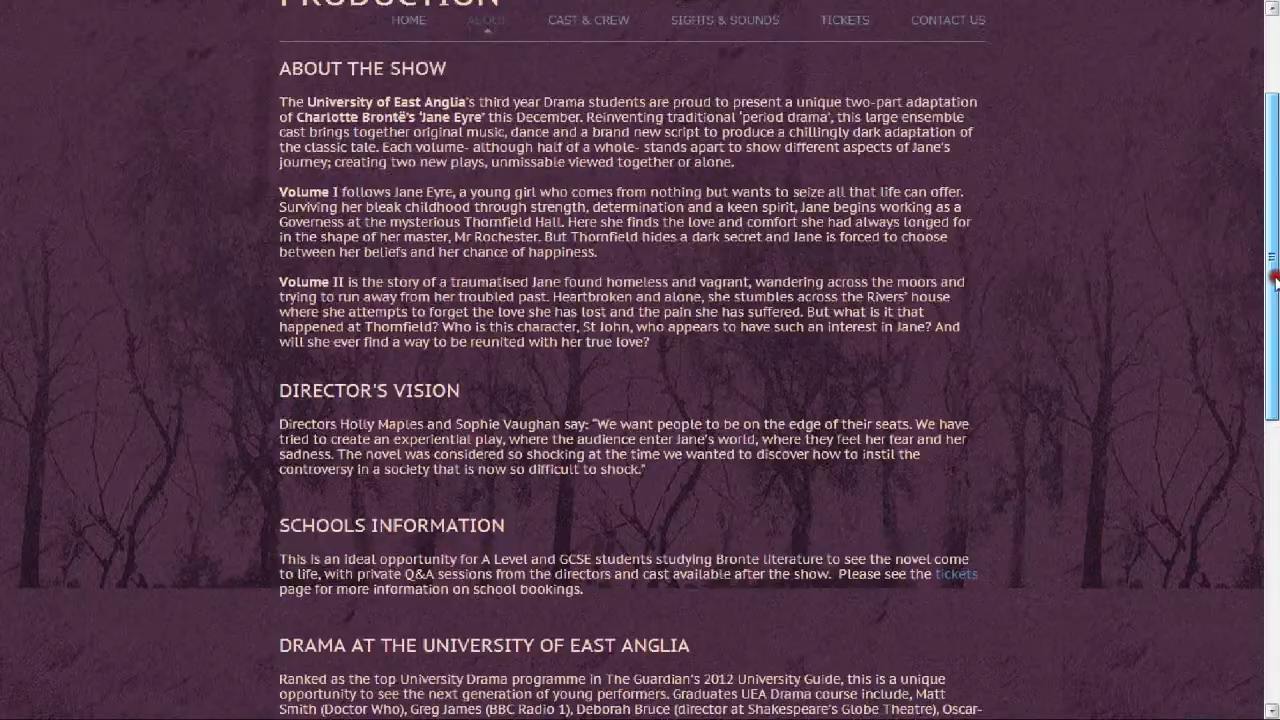 PRODUCTION
HOME ABOUT CAST & CREW SIGHTS & SOUNDS TICKETS CONTACT US
ABOUT THE SHOW
The University of East Anglia's third year Drama students are proud to present a unique two-part adaptation
of Charlotte Brontë's 'Jane Eyre' this December. Reinventing traditional 'period drama', this large ensemble
cast brings together original music, dance and a brand new script to produce a chillingly dark adaptation of
the classic tale. Each volume- although half of a whole- stands apart to show different aspects of Jane's
journey; creating two new plays, unmissable viewed together or alone.
Volume I follows Jane Eyre, a young girl who comes from nothing but wants to seize all that life can offer.
Surviving her bleak childhood through strength, determination and a keen spirit, Jane begins working as a
Governess at the mysterious Thornfield Hall. Here she finds the love and comfort she had always longed for
in the shape of her master, Mr Rochester. But Thornfield hides a dark secret and Jane is forced to choose
between her beliefs and her chance of happiness.
Volume II is the story of a traumatised Jane found homeless and vagrant, wandering across the moors and
trying to run away from her troubled past. Heartbroken and alone, she stumbles across the Rivers' house
where she attempts to forget the love she has lost and the pain she has suffered. But what is it that
happened at Thornfield? Who is this character, St John, who appears to have such an interest in Jane? And
will she ever find a way to be reunited with her true love?
DIRECTOR'S VISION
Directors Holly Maples and Sophie Vaughan say: "We want people to be on the edge of their seats. We have
tried to create an experiential play, where the audience enter Jane's world, where they feel her fear and her
sadness. The novel was considered so shocking at the time we wanted to discover how to instil the
controversy in a society that is now so difficult to shock."
SCHOOLS INFORMATION
This is an ideal opportunity for A Level and GCSE students studying Bronte literature to see the novel come
to life, with private Q&A sessions from the directors and cast available after the show. Please see the tickets
page for more information on school bookings.
DRAMA AT THE UNIVERSITY OF EAST ANGLIA
Ranked as the top University Drama programme in The Guardian's 2012 University Guide, this is a unique
opportunity to see the next generation of young performers. Graduates UEA Drama course include, Matt
Smith (Doctor Who), Greg James (BBC Radio 1), Deborah Bruce (director at Shakespeare's Globe Theatre), Oscar-